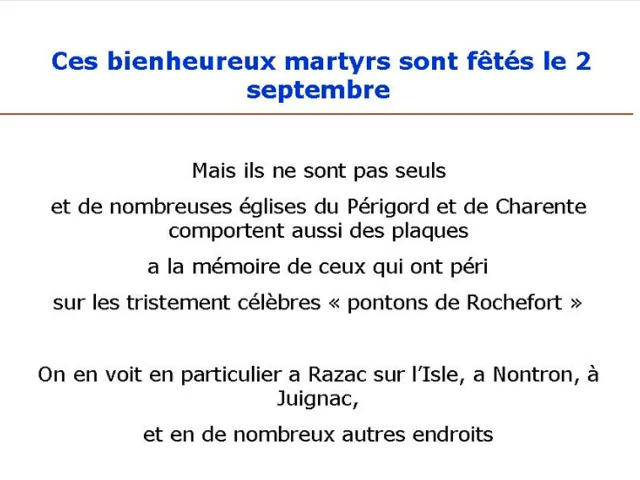 Ces bienheureux martyrs sont fêtés le 2
septembre
Mais ils ne sont pas seuls
et de nombreuses églises du Périgord et de Charente
comportent aussi des plaques
a la mémoire de ceux qui ont péri
sur les tristement célèbres « pontons de Rochefort »
On en voit en particulier a Razac sur l’Isle, a Nontron, à
Juignac,
et en de nombreux autres endroits